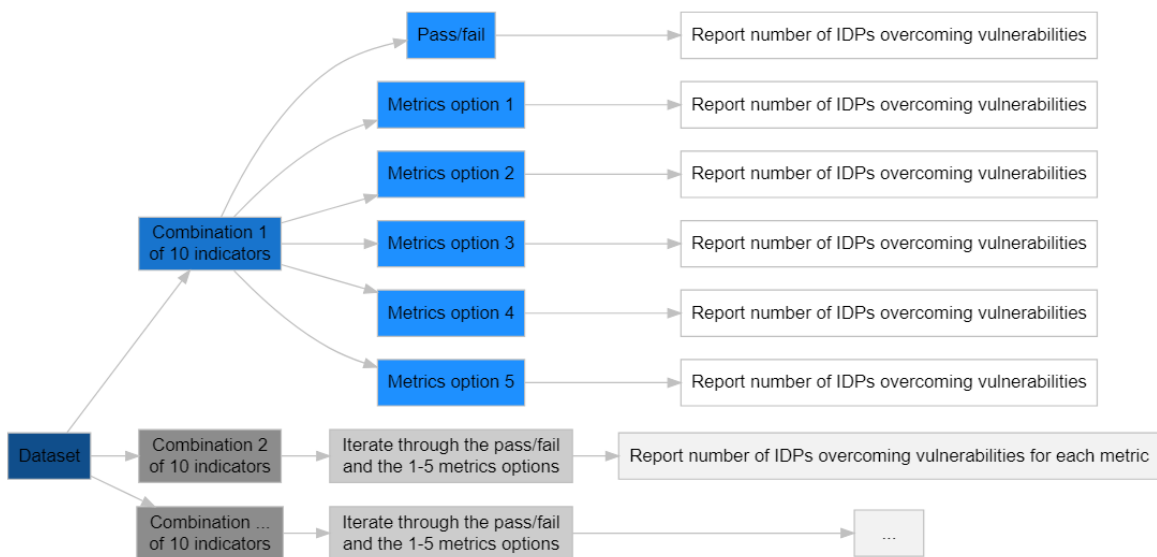 Pass/fail
Report number of IDPs overcoming vulnerabilities
Metrics option 1
Report number of IDPs overcoming vulnerabilities
Metrics option 2
Report number of IDPs overcoming vulnerabilities
Combination 1
of 10 indicators
Metrics option 3
Report number of IDPs overcoming vulnerabilities
Metrics option 4
Report number of IDPs overcoming vulnerabilities
Metrics option 5
Report number of IDPs overcoming vulnerabilities
Dataset
Combination 2
of 10 indicators
Iterate through the pass/fail
and the 1-5 metrics options
Report number of IDPs overcoming vulnerabilities for each metric
Combination ...
of 10 indicators
Iterate through the pass/fail
and the 1-5 metrics options
...